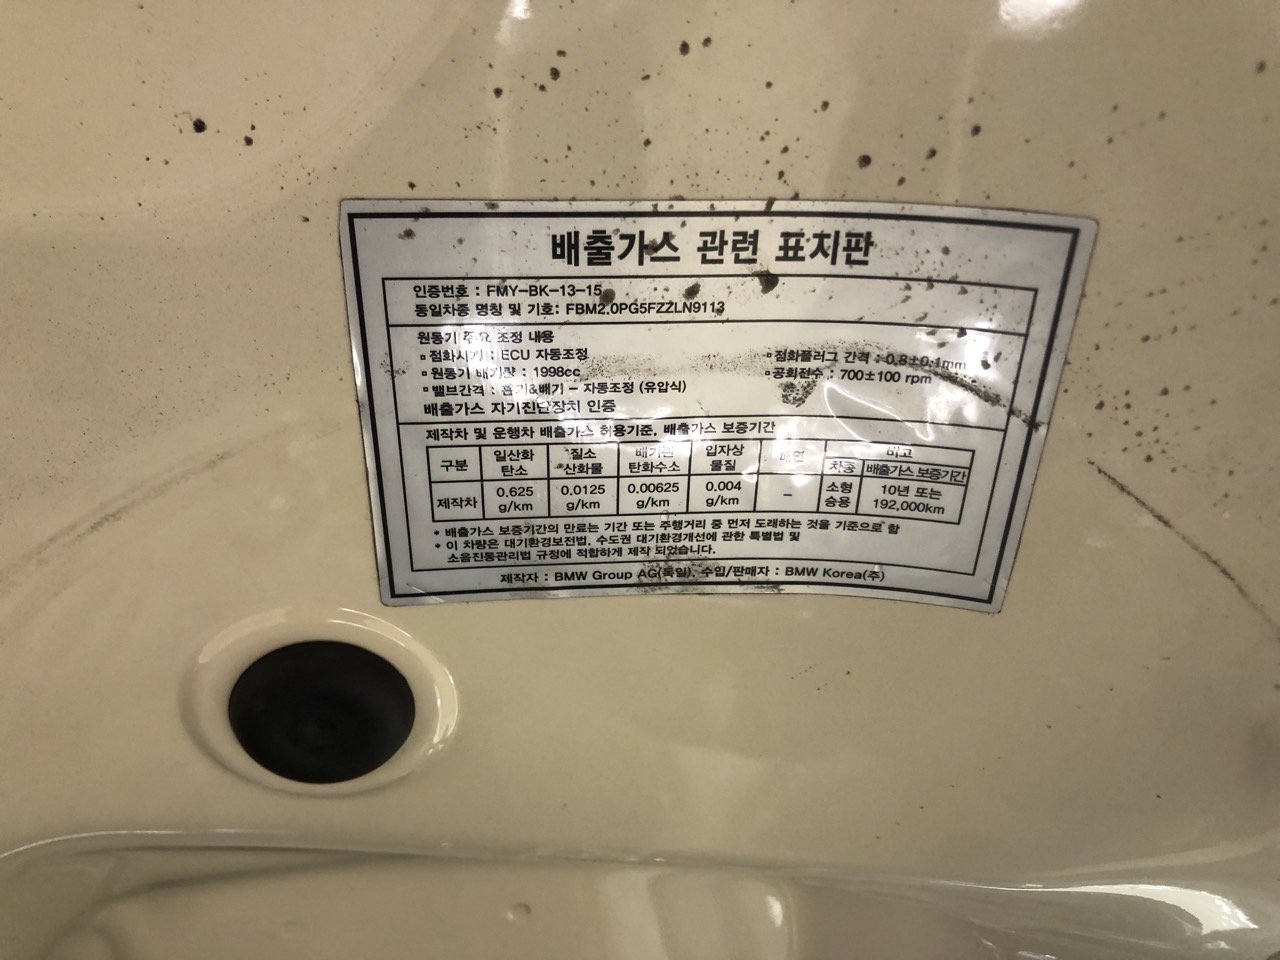 배출가스 관련 표지판
인증번호 : FMY-BK-13-15
동일차종 명칭 및 기호: FBM2.0PG5FZZLN9113
원동기 주요 조정 내용
▫ 점화시기 : ECU 자동조정 ▫ 점화플러그 간격 : 0.8±0.1mm
▫ 원동기 배기량 : 1998cc ▫ 공회전수 : 700±100 rpm
▫ 밸브간격 : 흡기&배기 - 자동조정 (유압식)
배출가스 자기진단장치 인증
제작차 및 운행차 배출가스 허용기준, 배출가스 보증기간
구분 일산화탄소 질소산화물 탄화수소 입자상물질 매연 비고
차종 배출가스 보증기간
제작차 0.625 g/km 0.0125 g/km 0.00625 g/km 0.004 g/km - 소형승용 10년 또는 192,000km
* 배출가스 보증기간의 만료는 기간 또는 주행거리 중 먼저 도래하는 것을 기준으로 함
* 이 차량은 대기환경보전법, 수도권 대기환경개선에 관한 특별법 및
소음진동관리법 규정에 적합하게 제작 되었습니다.
제작자 : BMW Group AG(독일), 수입/판매자 : BMW Korea(주)